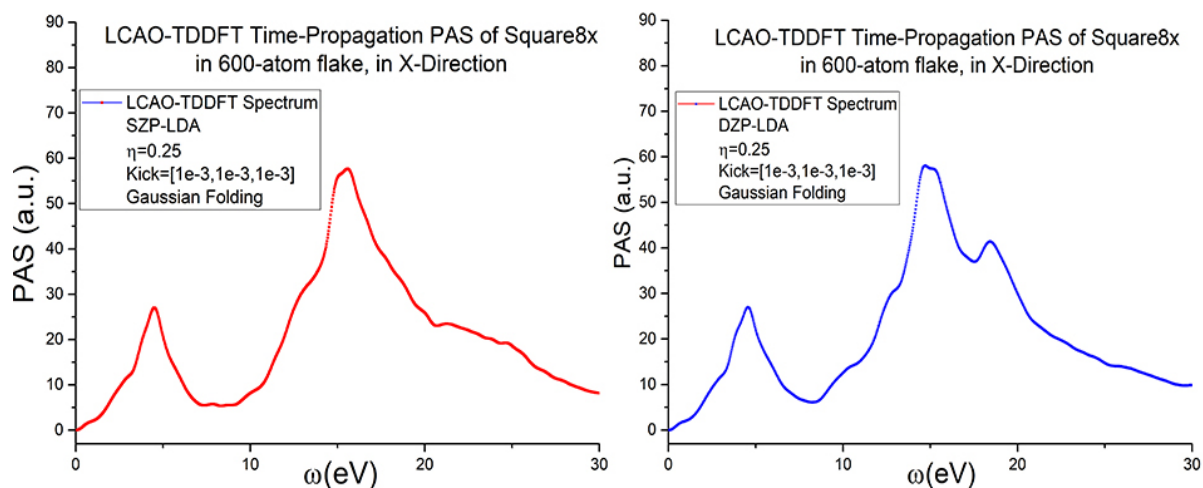 LCAO-TDDFT Time-Propagation PAS of Square8x
in 600-atom flake, in X-Direction
LCAO-TDDFT Spectrum
SZP-LDA
η=0.25
Kick=[1e-3,1e-3,1e-3]
Gaussian Folding
PAS (a.u.)
90
80
70
60
50
40
30
20
10
0
0
10
20
30
ω(eV)
LCAO-TDDFT Time-Propagation PAS of Square8x
in 600-atom flake, in X-Direction
LCAO-TDDFT Spectrum
DZP-LDA
η=0.25
Kick=[1e-3,1e-3,1e-3]
Gaussian Folding
PAS (a.u.)
90
80
70
60
50
40
30
20
10
0
0
10
20
30
ω(eV)